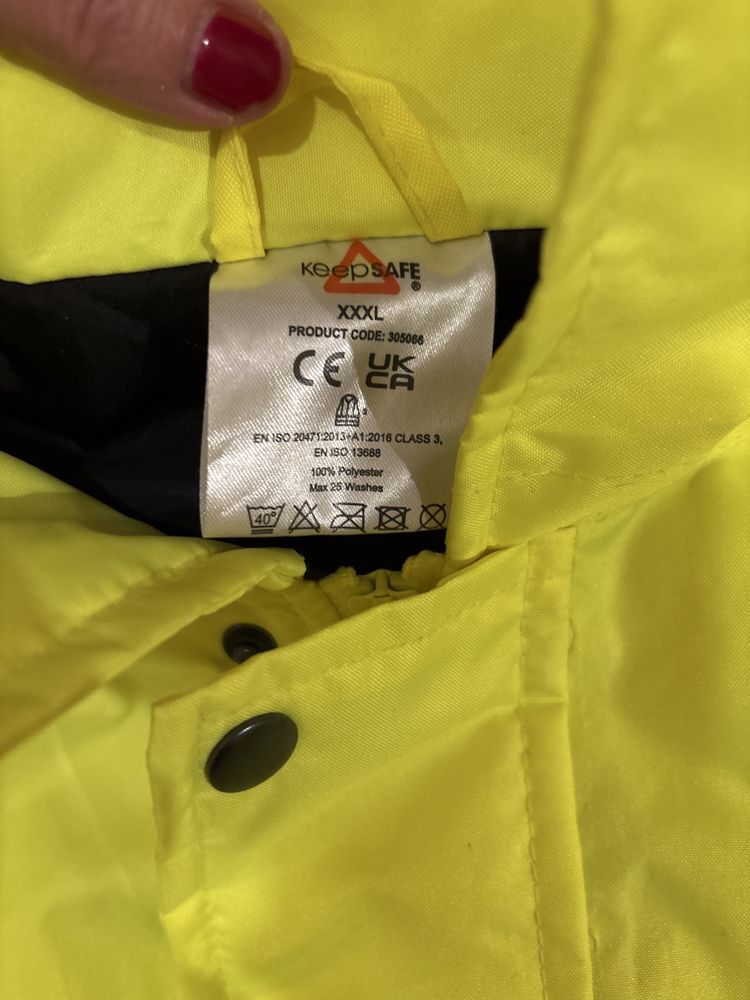 KeepSAFE®
XXXL
PRODUCT CODE: 305066
CE UK
CA
3
EN ISO 20471:2013+A1:2016 CLASS 3,
EN ISO 13688
100% Polyester
Max 25 Washes
40°